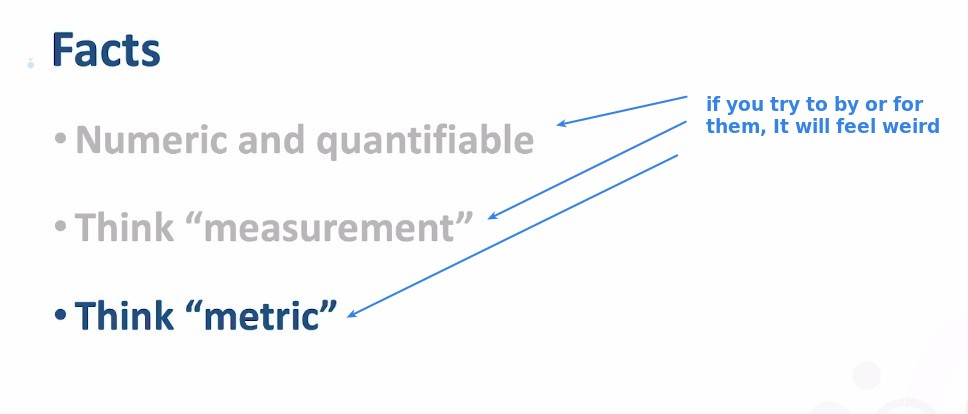 Facts
• Numeric and quantifiable
if you try to by or for
them, It will feel weird
• Think “measurement”
• Think “metric”